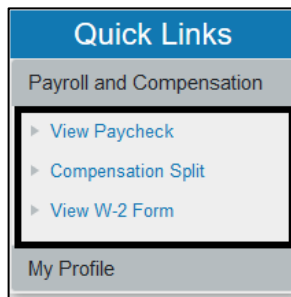 Quick Links
Payroll and Compensation
View Paycheck
Compensation Split
View W-2 Form
My Profile